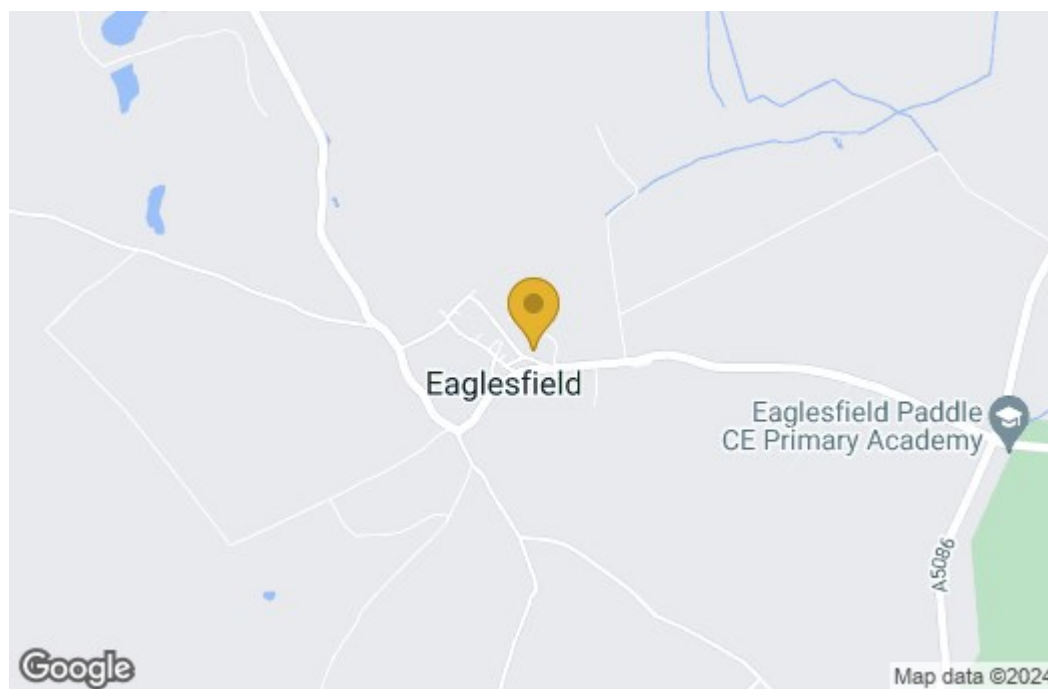 Eaglesfield
Eaglesfield Paddle
CE Primary Academy
A5086
Google
Map data ©2024